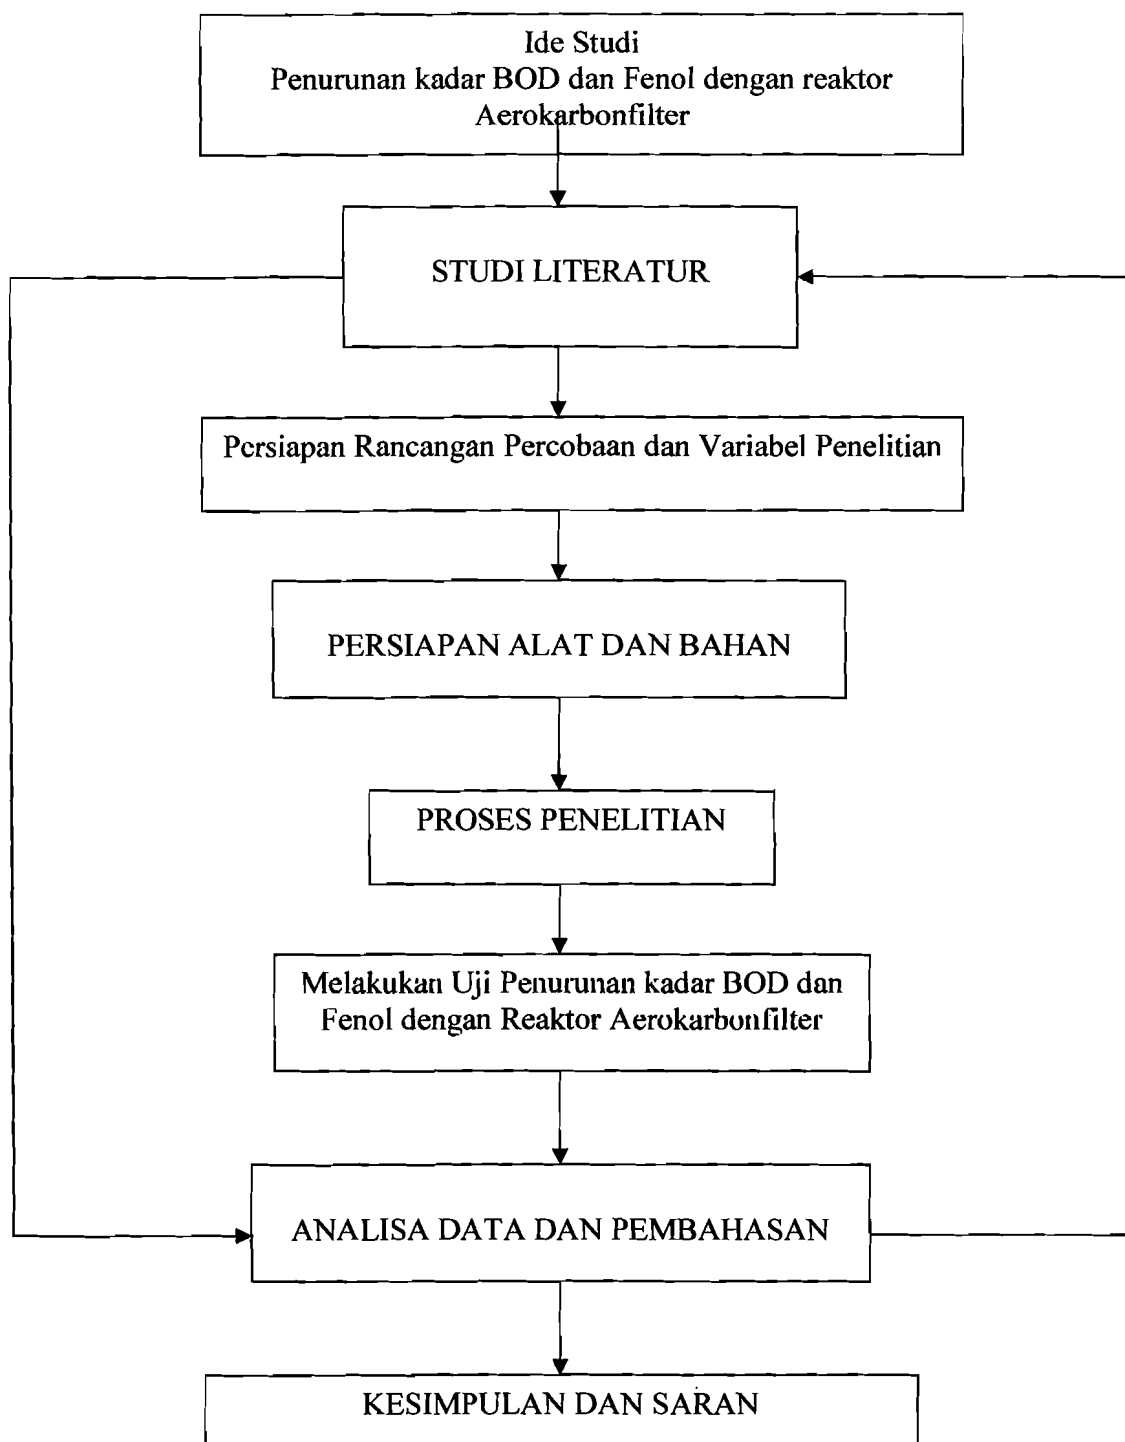 Ide Studi
Penurunan kadar BOD dan Fenol dengan reaktor
Aerokarbonfilter
STUDI LITERATUR
Persiapan Rancangan Percobaan dan Variabel Penelitian
PERSIAPAN ALAT DAN BAHAN
PROSES PENELITIAN
Melakukan Uji Penurunan kadar BOD dan
Fenol dengan Reaktor Aerokarbonfilter
ANALISA DATA DAN PEMBAHASAN
KESIMPULAN DAN SARAN